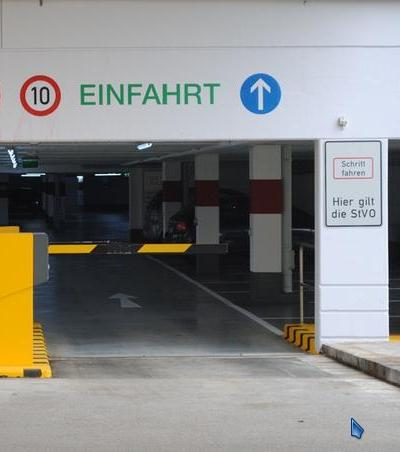 10 EINFAHRT
Schritt
fahren
Hier gilt
die StVO